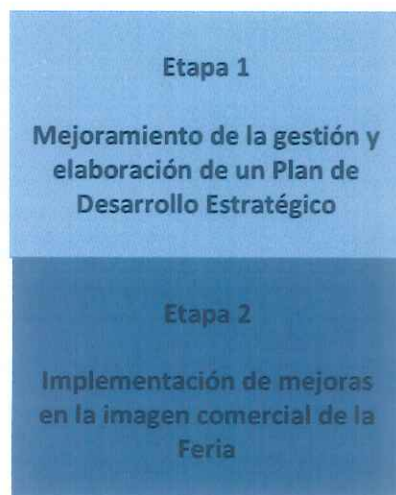 Etapa 1
Mejoramiento de la gestión y
elaboración de un Plan de
Desarrollo Estratégico
Etapa 2
Implementación de mejoras
en la imagen comercial de la
Feria